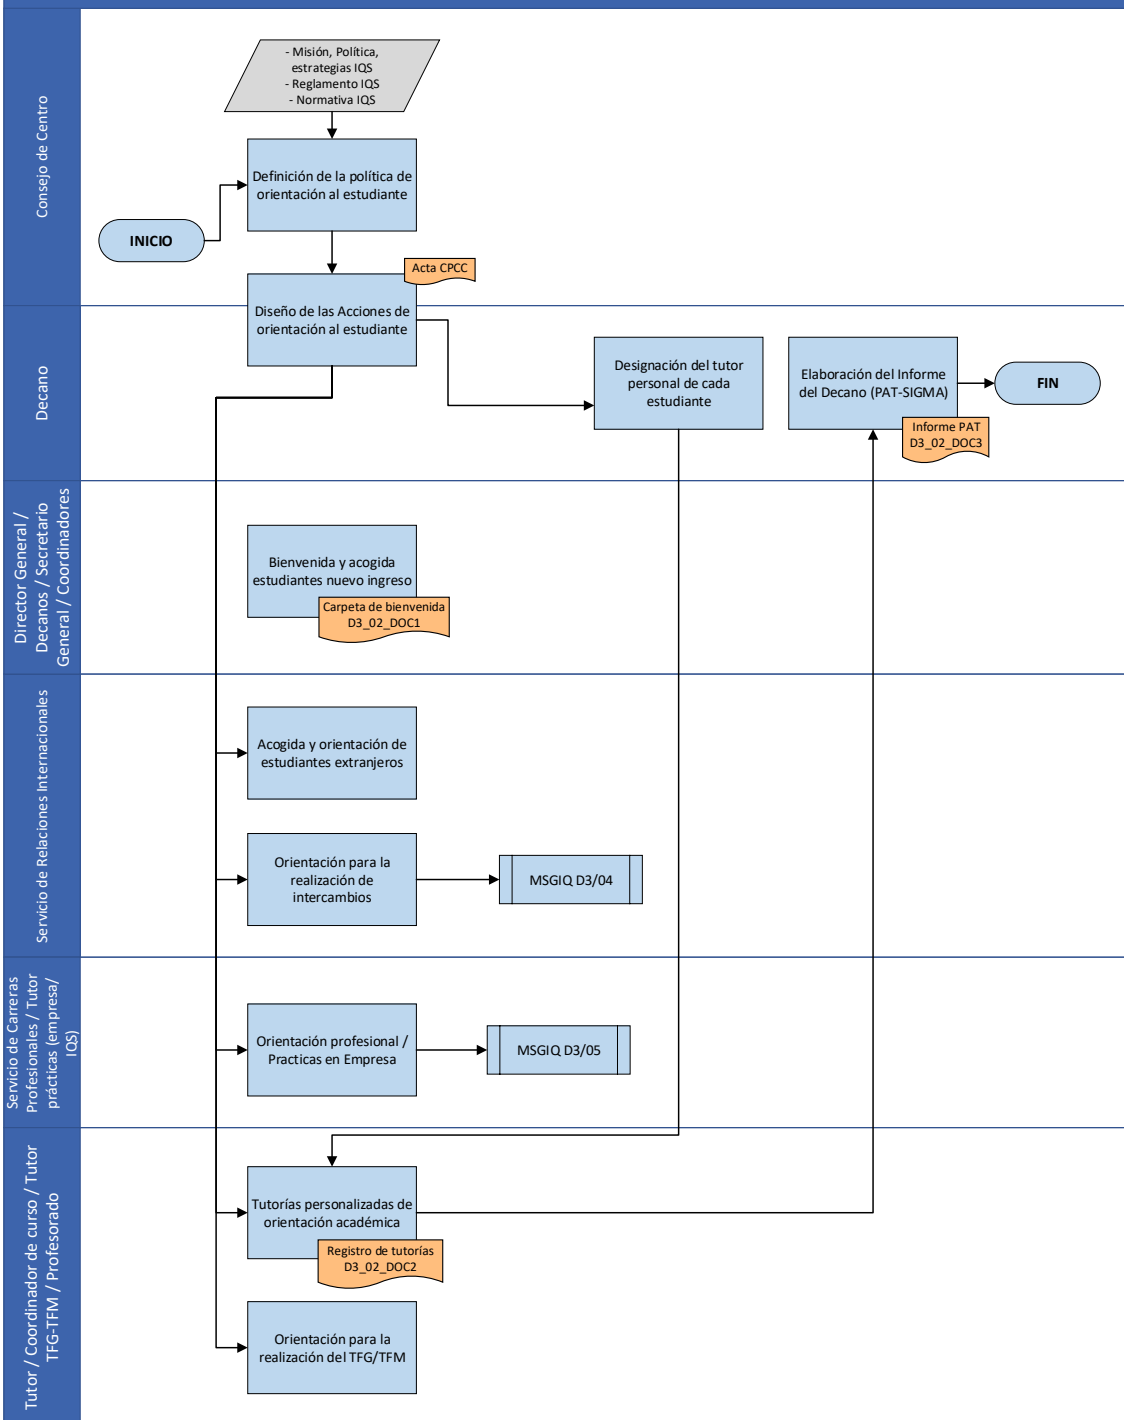 Consejo de Centro
- Misión, Política,
estrategias IQS
- Reglamento IQS
- Normativa IQS
Definición de la política de
orientación al estudiante
INICIO
Acta CPCC
Diseño de las Acciones de
orientación al estudiante
Decano
Designación del tutor
personal de cada
estudiante
Elaboración del Informe
del Decano (PAT-SIGMA)
FIN
Informe PAT
D3_02_DOC3
Director General /
Decanos / Secretario
General / Coordinadores
Bienvenida y acogida
estudiantes nuevo ingreso
Carpeta de bienvenida
D3_02_DOC1
Servicio de Relaciones Internacionales
Acogida y orientación de
estudiantes extranjeros
Orientación para la
realización de
intercambios
MSGIQ D3/04
Servicio de Carreras
Profesionales / Tutor
prácticas (empresa/
IQS)
Orientación profesional /
Practicas en Empresa
MSGIQ D3/05
Tutor / Coordinador de curso / Tutor
TFG-TFM / Profesorado
Tutorías personalizadas de
orientación académica
Registro de tutorías
D3_02_DOC2
Orientación para la
realización del TFG/TFM